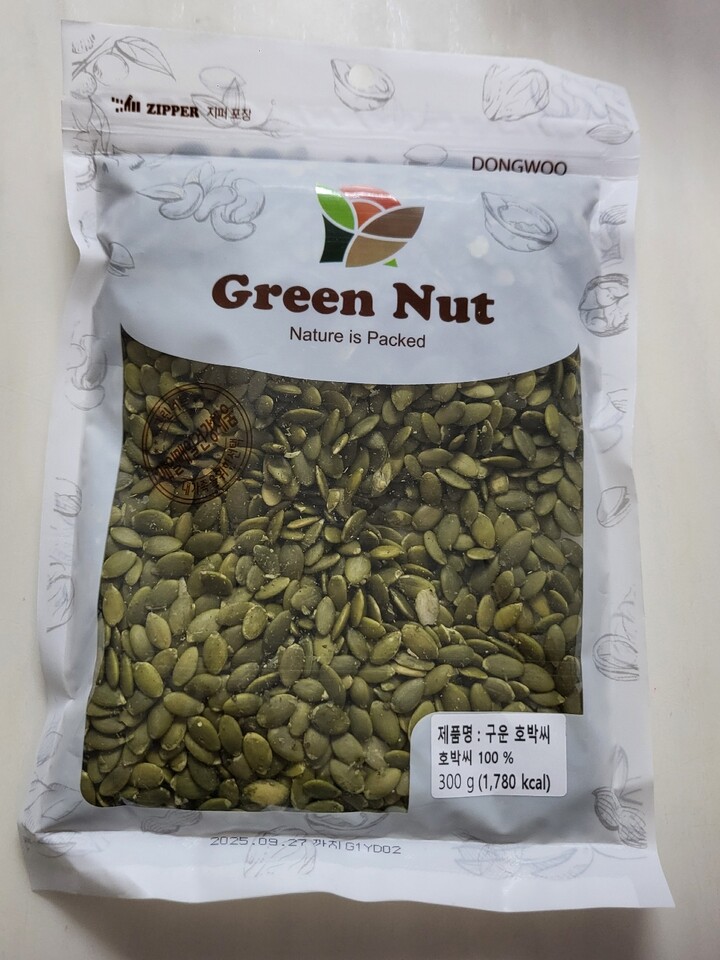 ZIPPER 지퍼 포장
DONGWOO
Green Nut
Nature is Packed
제품명 : 구운 호박씨
호박씨 100 %
300 g (1,780 kcal)
2025.09.27 까지 G1YD02